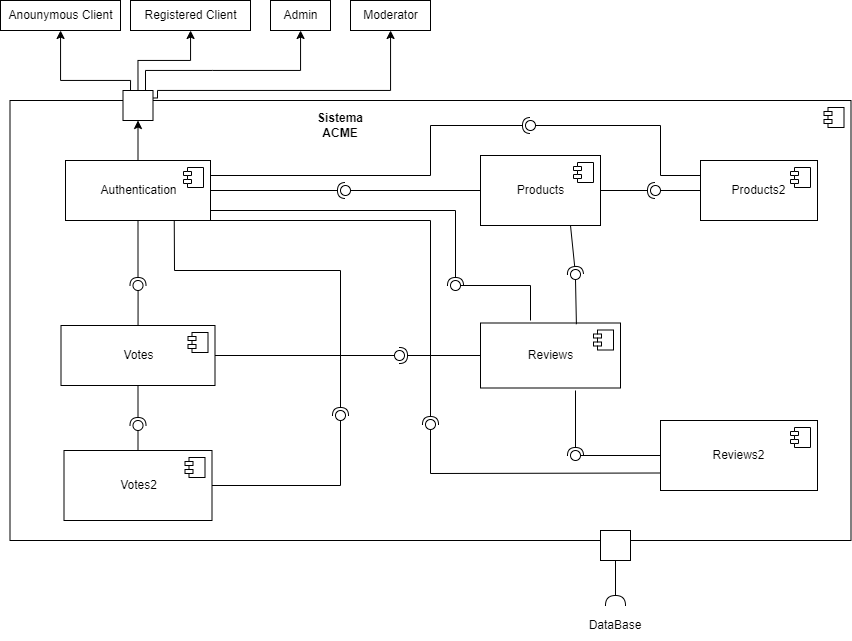 Anounymous Client
Registered Client
Admin
Moderator
Sistema
ACME
Authentication
Products
Products2
Votes
Reviews
Votes2
Reviews2
DataBase